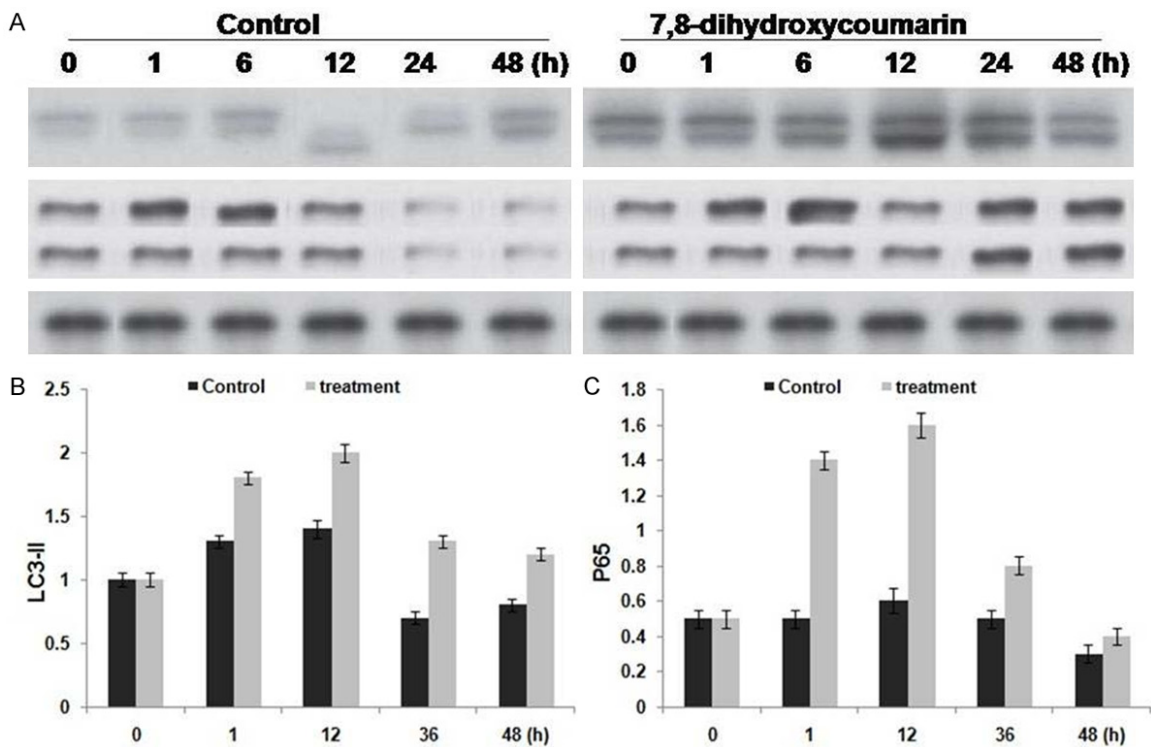 A
Control
7,8-dihydroxycoumarin
0 1 6 12 24 48 (h)
0 1 6 12 24 48 (h)
B
Control treatment
2.5
2
1.5
1
0.5
0
LC3-II
0 1 12 36 48 (h)
C
Control treatment
1.8
1.6
1.4
1.2
1
0.8
0.6
0.4
0.2
0
P65
0 1 12 36 48 (h)